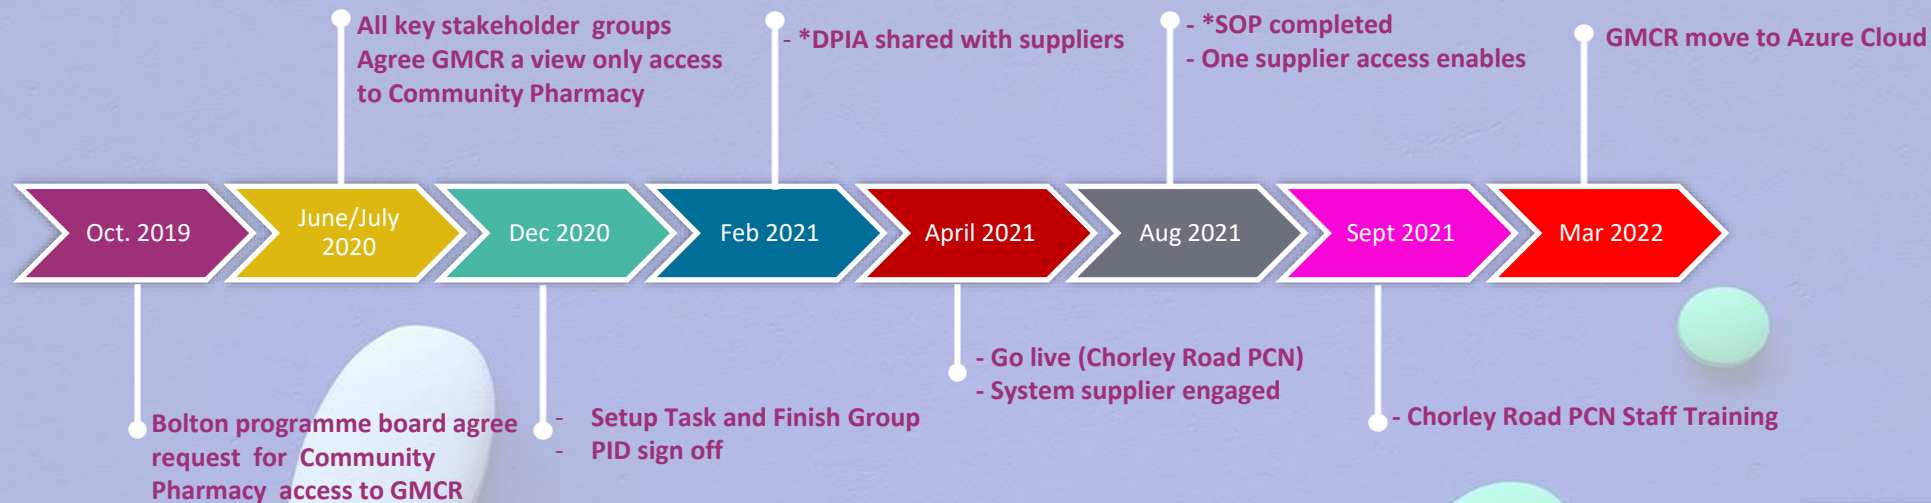 All key stakeholder groups
Agree GMCR a view only access
to Community Pharmacy
- *DPIA shared with suppliers
- *SOP completed
- One supplier access enables
GMCR move to Azure Cloud
Oct. 2019
June/July
2020
Dec 2020
Feb 2021
April 2021
Aug 2021
Sept 2021
Mar 2022
Bolton programme board agree
request for Community
Pharmacy access to GMCR
- Setup Task and Finish Group
- PID sign off
- Go live (Chorley Road PCN)
- System supplier engaged
- Chorley Road PCN Staff Training